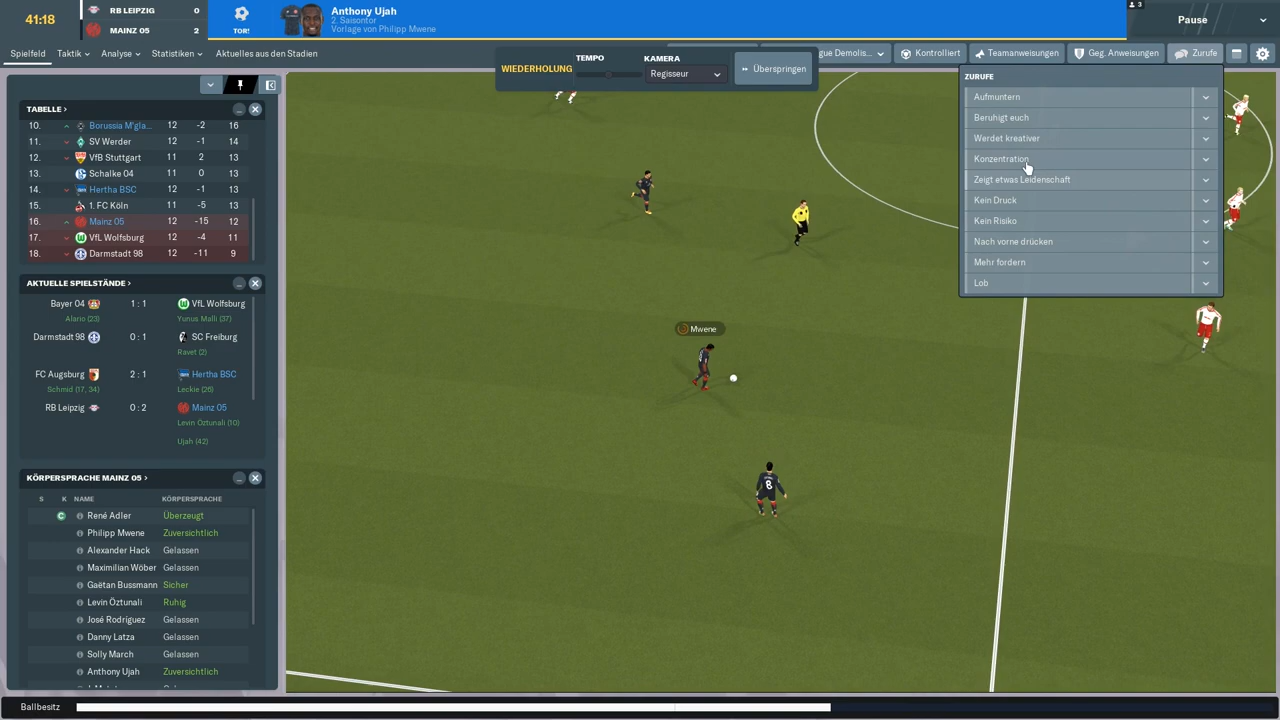 41:18
RB LEIPZIG 0
MAINZ 05 2
TOR!
Anthony Ujah
2. Saisontor
Vorlage von Philipp Mwene
3
Pause
Spielfeld Taktik Analyse Statistiken Aktuelles aus den Stadien
gue Demolis... Kontrolliert Teamanweisungen Geg. Anweisungen Zurufe
WIEDERHOLUNG TEMPO KAMERA
Regisseur
Überspringen
ZURUFE
Aufmuntern
Beruhigt euch
Werdet kreativer
Konzentration
Zeigt etwas Leidenschaft
Kein Druck
Kein Risiko
Nach vorne drücken
Mehr fordern
Lob
TABELLE >
10. Borussia M'gla... 12 -2 16
11. SV Werder 12 -1 14
12. VfB Stuttgart 11 2 13
13. Schalke 04 11 0 13
14. Hertha BSC 12 -1 13
15. 1. FC Köln 11 -5 13
16. Mainz 05 12 -15 12
17. VfL Wolfsburg 12 -4 11
18. Darmstadt 98 12 -11 9
AKTUELLE SPIELSTÄNDE >
Bayer 04 1 : 1 VfL Wolfsburg
Alario (23) Yunus Malli (37)
Darmstadt 98 0 : 1 SC Freiburg
Ravet (2)
FC Augsburg 2 : 1 Hertha BSC
Schmid (17, 34) Leckie (26)
RB Leipzig 0 : 2 Mainz 05
Levin Öztunali (10)
Ujah (42)
KÖRPERSPRACHE MAINZ 05 >
S K NAME KÖRPERSPRACHE
C René Adler Überzeugt
Philipp Mwene Zuversichtlich
Alexander Hack Gelassen
Maximilian Wöber Gelassen
Gaëtan Bussmann Sicher
Levin Öztunali Ruhig
José Rodríguez Gelassen
Danny Latza Gelassen
Solly March Gelassen
Anthony Ujah Zuversichtlich
Mwene
8
Ballbesitz